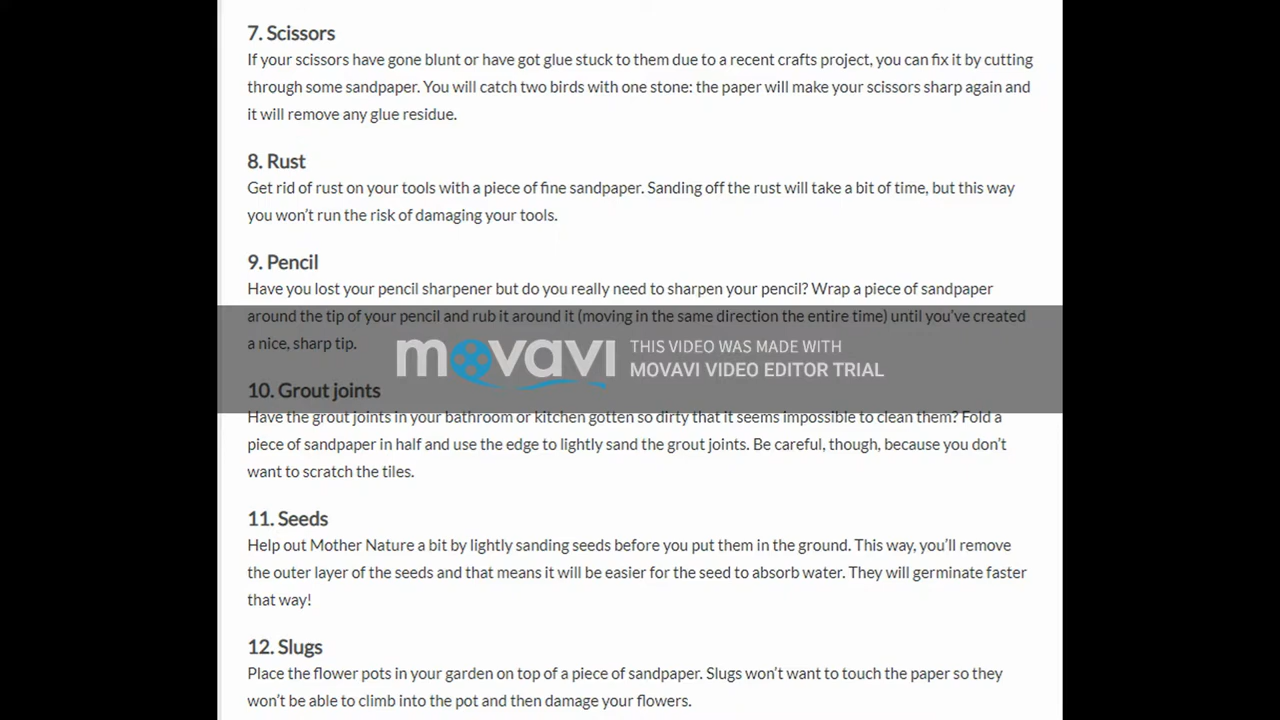 7. Scissors
If your scissors have gone blunt or have got glue stuck to them due to a recent crafts project, you can fix it by cutting
through some sandpaper. You will catch two birds with one stone: the paper will make your scissors sharp again and
it will remove any glue residue.
8. Rust
Get rid of rust on your tools with a piece of fine sandpaper. Sanding off the rust will take a bit of time, but this way
you won’t run the risk of damaging your tools.
9. Pencil
Have you lost your pencil sharpener but do you really need to sharpen your pencil? Wrap a piece of sandpaper
around the tip of your pencil and rub it around it (moving in the same direction the entire time) until you’ve created
a nice, sharp tip.
movavi
THIS VIDEO WAS MADE WITH
MOVAVI VIDEO EDITOR TRIAL
10. Grout joints
Have the grout joints in your bathroom or kitchen gotten so dirty that it seems impossible to clean them? Fold a
piece of sandpaper in half and use the edge to lightly sand the grout joints. Be careful, though, because you don’t
want to scratch the tiles.
11. Seeds
Help out Mother Nature a bit by lightly sanding seeds before you put them in the ground. This way, you’ll remove
the outer layer of the seeds and that means it will be easier for the seed to absorb water. They will germinate faster
that way!
12. Slugs
Place the flower pots in your garden on top of a piece of sandpaper. Slugs won’t want to touch the paper so they
won’t be able to climb into the pot and then damage your flowers.